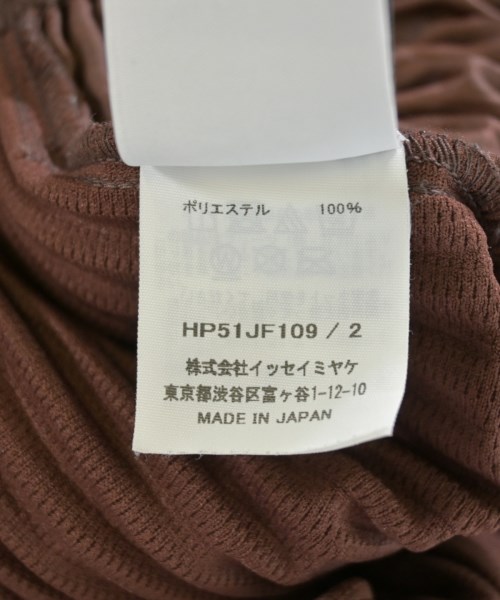 ポリエステル 100%
HP51JF109 / 2
株式会社イッセイミヤケ
東京都渋谷区富ヶ谷1-12-10
MADE IN JAPAN